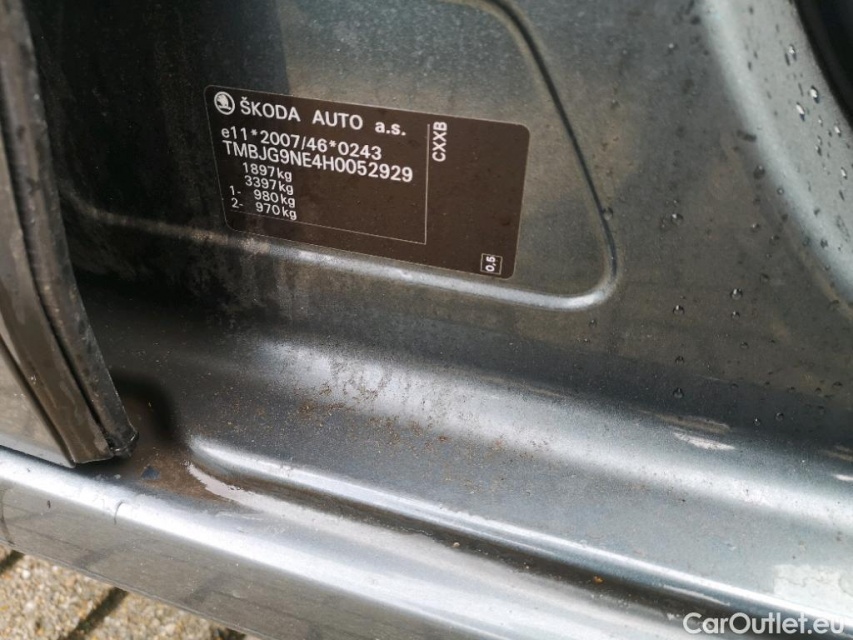 ŠKODA AUTO a.s.
e11*2007/46*0243
TMBJG9NE4H0052929
1897kg
3397kg
1- 980kg
2- 970kg
CXXB
0,5
CarOutlet.eu